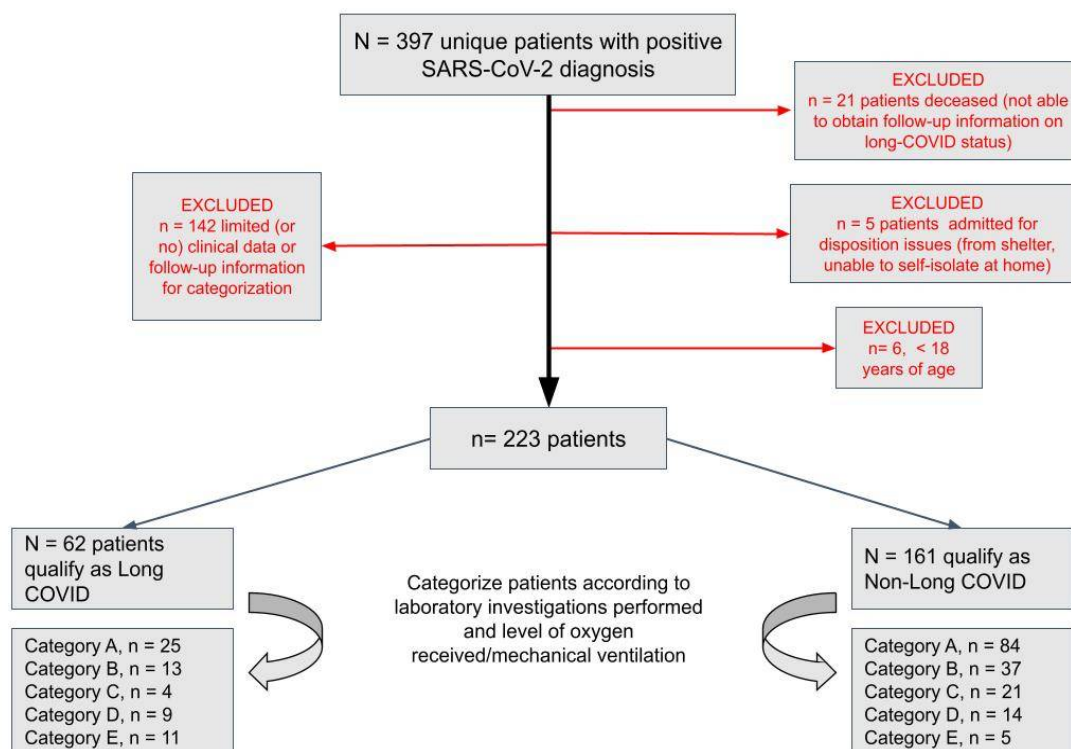 N = 397 unique patients with positive
SARS-CoV-2 diagnosis
EXCLUDED
n = 21 patients deceased (not able
to obtain follow-up information on
long-COVID status)
EXCLUDED
n = 142 limited (or
no) clinical data or
follow-up information
for categorization
EXCLUDED
n = 5 patients admitted for
disposition issues (from shelter,
unable to self-isolate at home)
EXCLUDED
n= 6, < 18
years of age
n= 223 patients
N = 62 patients
qualify as Long
COVID
Categorize patients according to
laboratory investigations performed
and level of oxygen
received/mechanical ventilation
N = 161 qualify as
Non-Long COVID
Category A, n = 25
Category B, n = 13
Category C, n = 4
Category D, n = 9
Category E, n = 11
Category A, n = 84
Category B, n = 37
Category C, n = 21
Category D, n = 14
Category E, n = 5